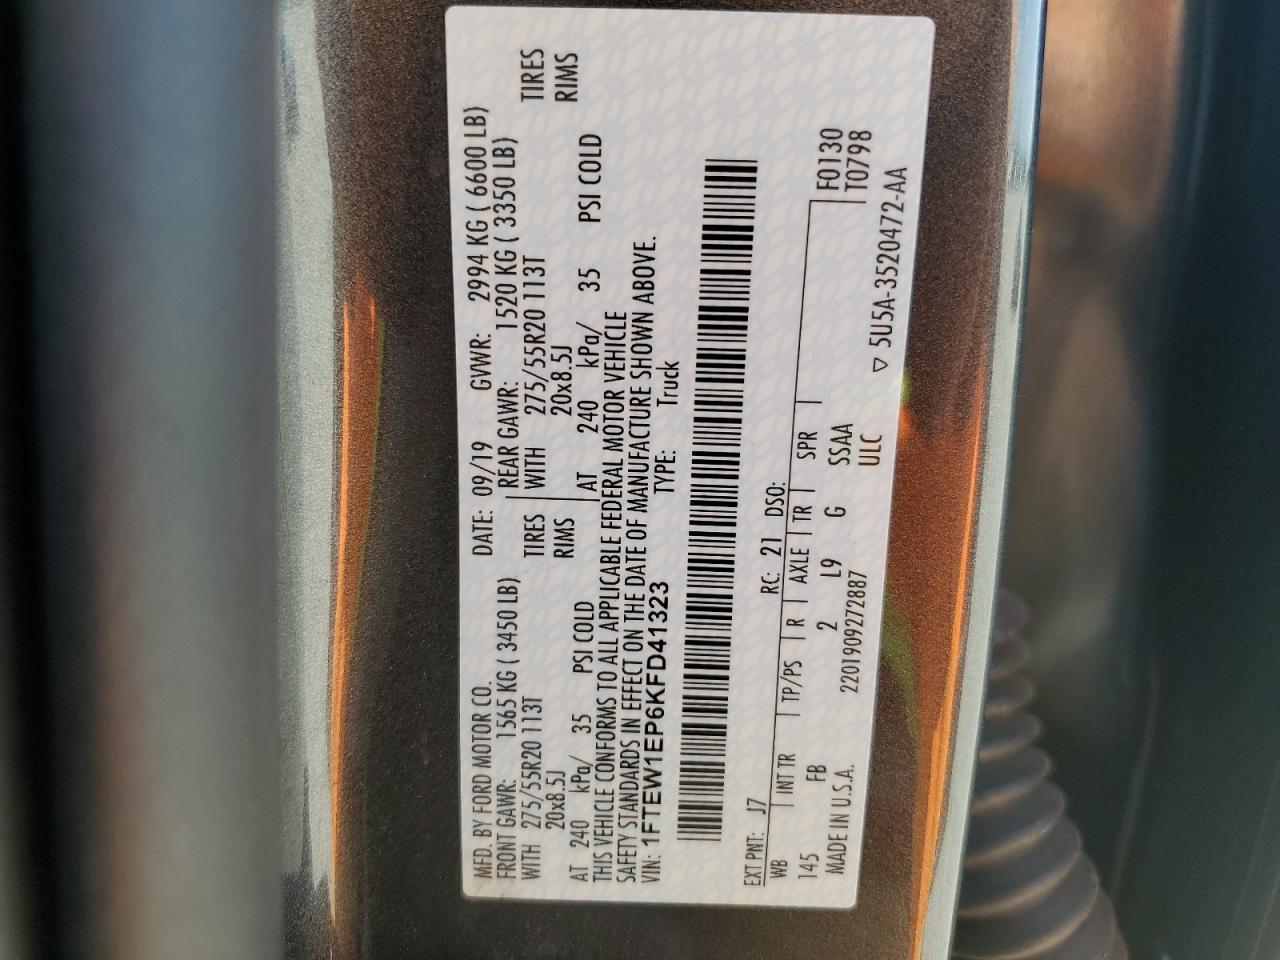 MFD. BY FORD MOTOR CO. DATE: 09/19 GVWR: 2994 KG ( 6600 LB)
FRONT GAWR: 1565 KG ( 3450 LB) REAR GAWR: 1520 KG ( 3350 LB)
WITH 275/55R20 113T TIRES WITH 275/55R20 113T TIRES
20x8.5J RIMS 20x8.5J RIMS
AT 240 kPa/ 35 PSI COLD AT 240 kPa/ 35 PSI COLD
THIS VEHICLE CONFORMS TO ALL APPLICABLE FEDERAL MOTOR VEHICLE
SAFETY STANDARDS IN EFFECT ON THE DATE OF MANUFACTURE SHOWN ABOVE.
VIN: 1FTEW1EP6KFD41323 TYPE: Truck
EXT PNT: J7 RC: 21 DSO:
WB INT TR TP/PS R AXLE TR SPR F0130
145 FB 2 L9 G SSAA T0798
MADE IN U.S.A. 2201909272887 ULC
▽ 5U5A-3520472-AA